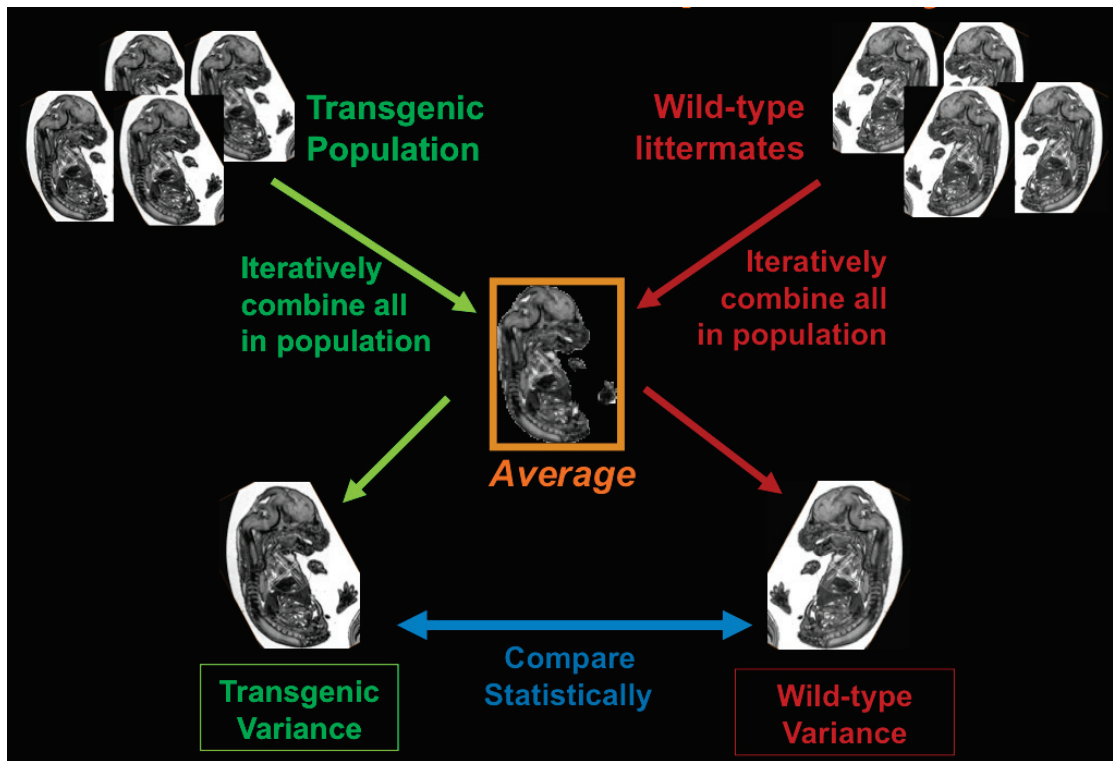 Transgenic
Population
Wild-type
littermates
Iteratively
combine all
in population
Iteratively
combine all
in population
Average
Compare
Statistically
Transgenic
Variance
Wild-type
Variance